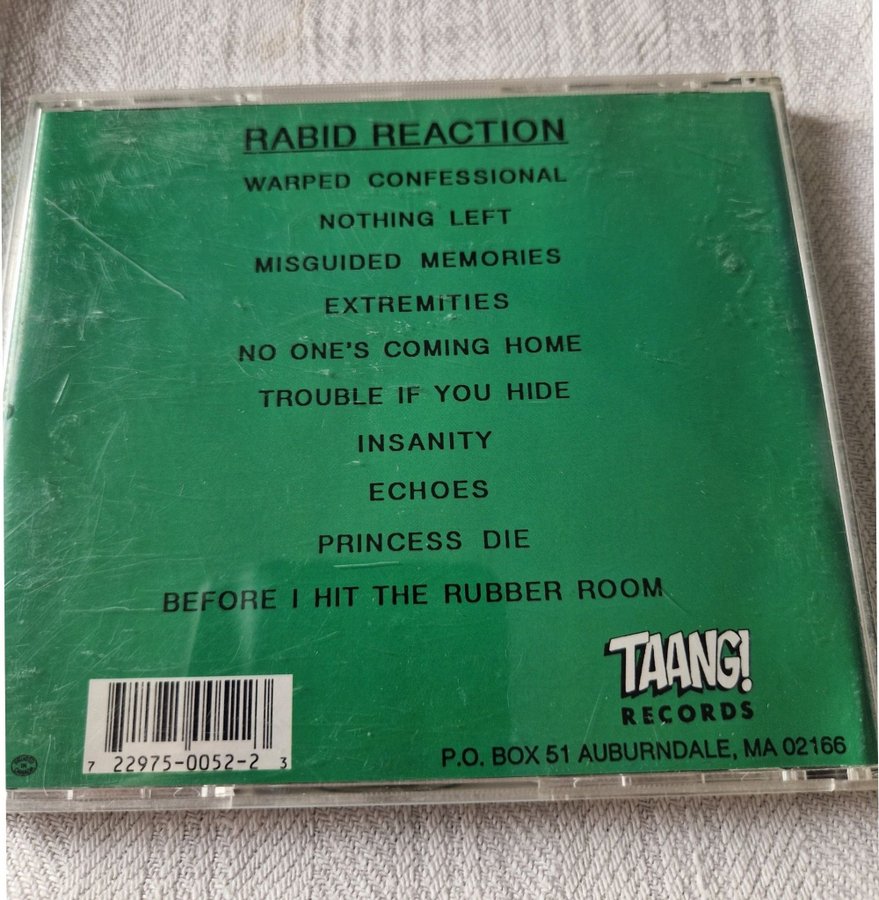 RABID REACTION
WARPED CONFESSIONAL
NOTHING LEFT
MISGUIDED MEMORIES
EXTREMITIES
NO ONE'S COMING HOME
TROUBLE IF YOU HIDE
INSANITY
ECHOES
PRINCESS DIE
BEFORE I HIT THE RUBBER ROOM
TAANG!
RECORDS
7 22975-0052-2 3
P.O. BOX 51 AUBURNDALE, MA 02166